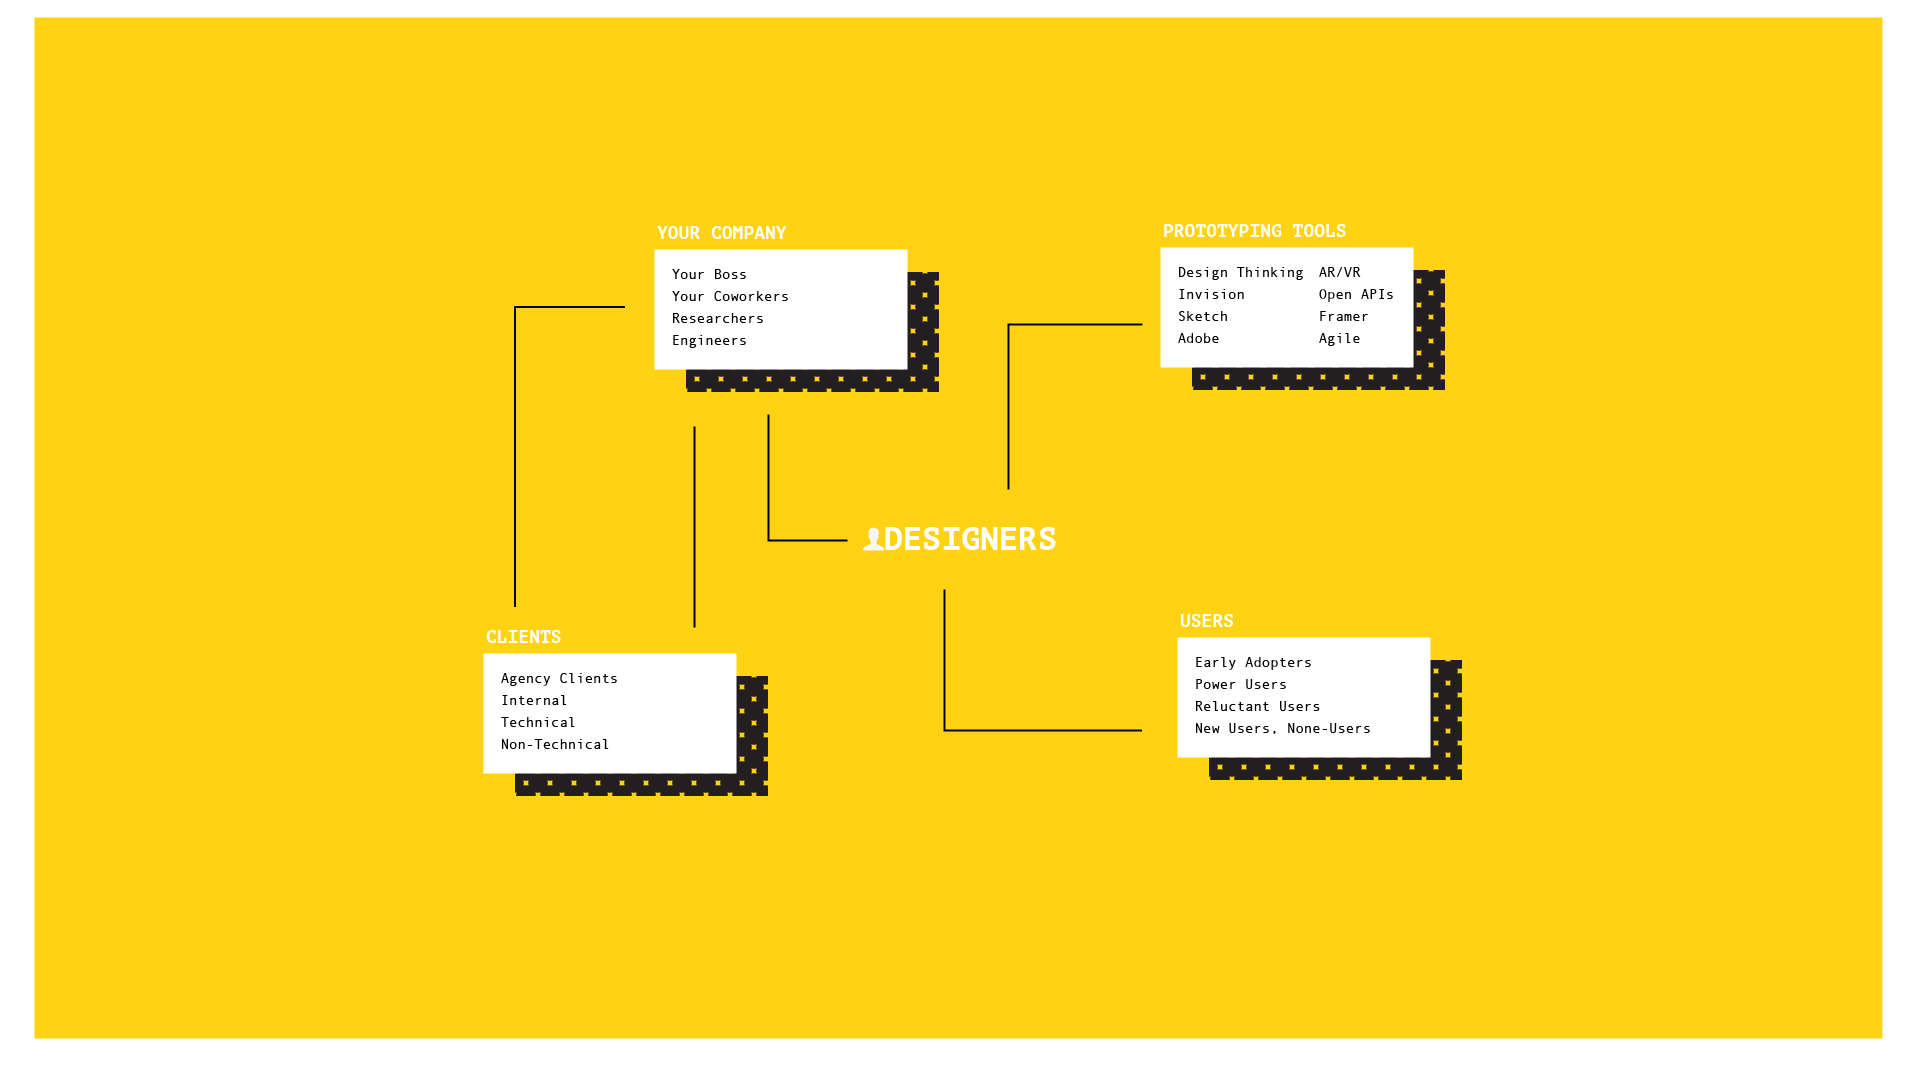 YOUR COMPANY
Your Boss
Your Coworkers
Researchers
Engineers
PROTOTYPING TOOLS
Design Thinking AR/VR
Invision Open APIs
Sketch Framer
Adobe Agile
DESIGNERS
CLIENTS
Agency Clients
Internal
Technical
Non-Technical
USERS
Early Adopters
Power Users
Reluctant Users
New Users, None-Users